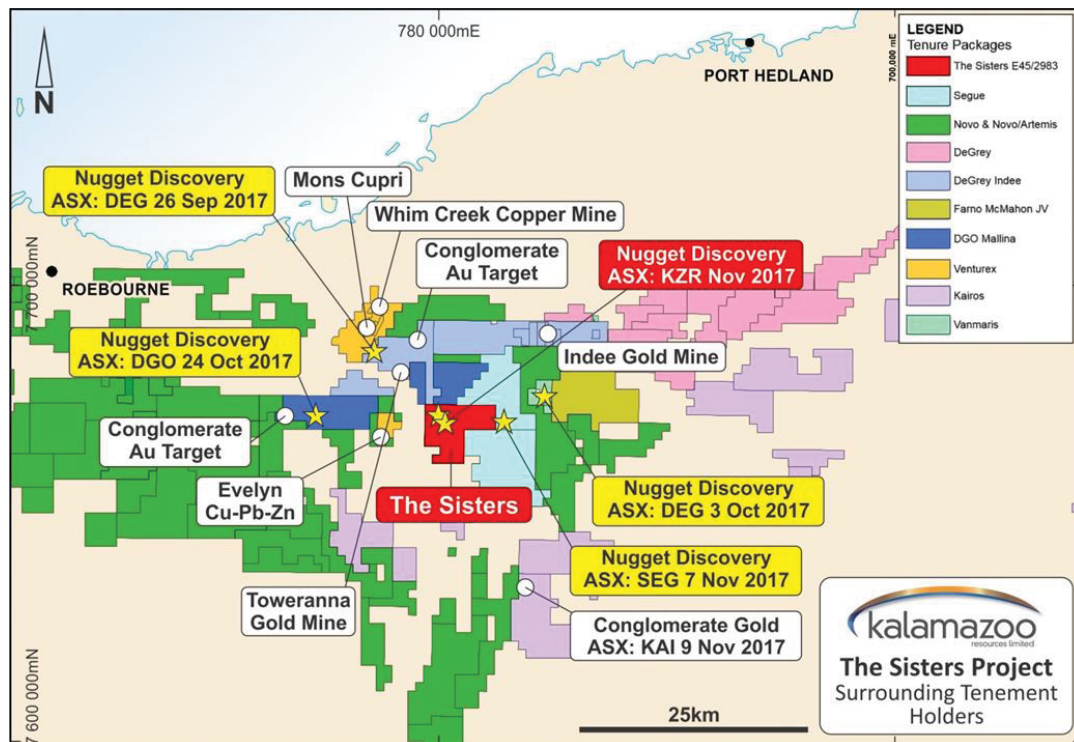 780 000mE
700,000 mE
N
PORT HEDLAND
LEGEND
Tenure Packages
The Sisters E45/2983
Segue
Novo & Novo/Artemis
DeGrey
DeGrey Indee
Farno McMahon JV
DGO Mallina
Venturex
Kairos
Vanmaris
Nugget Discovery
ASX: DEG 26 Sep 2017
Mons Cupri
Whim Creek Copper Mine
Conglomerate
Au Target
Nugget Discovery
ASX: KZR Nov 2017
7 700 000mN
ROEBOURNE
Nugget Discovery
ASX: DGO 24 Oct 2017
Indee Gold Mine
Conglomerate
Au Target
Evelyn
Cu-Pb-Zn
The Sisters
Nugget Discovery
ASX: DEG 3 Oct 2017
Nugget Discovery
ASX: SEG 7 Nov 2017
Toweranna
Gold Mine
Conglomerate Gold
ASX: KAI 9 Nov 2017
7 600 000mN
25km
kalamazoo
resources limited
The Sisters Project
Surrounding Tenement
Holders